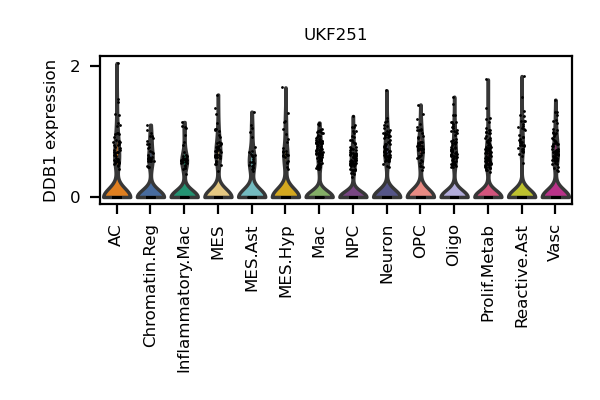 UKF251
DDB1 expression
2
0
AC
Chromatin.Reg
Inflammatory.Mac
MES
MES.Ast
MES.Hyp
Mac
NPC
Neuron
OPC
Oligo
Prolif.Metab
Reactive.Ast
Vasc